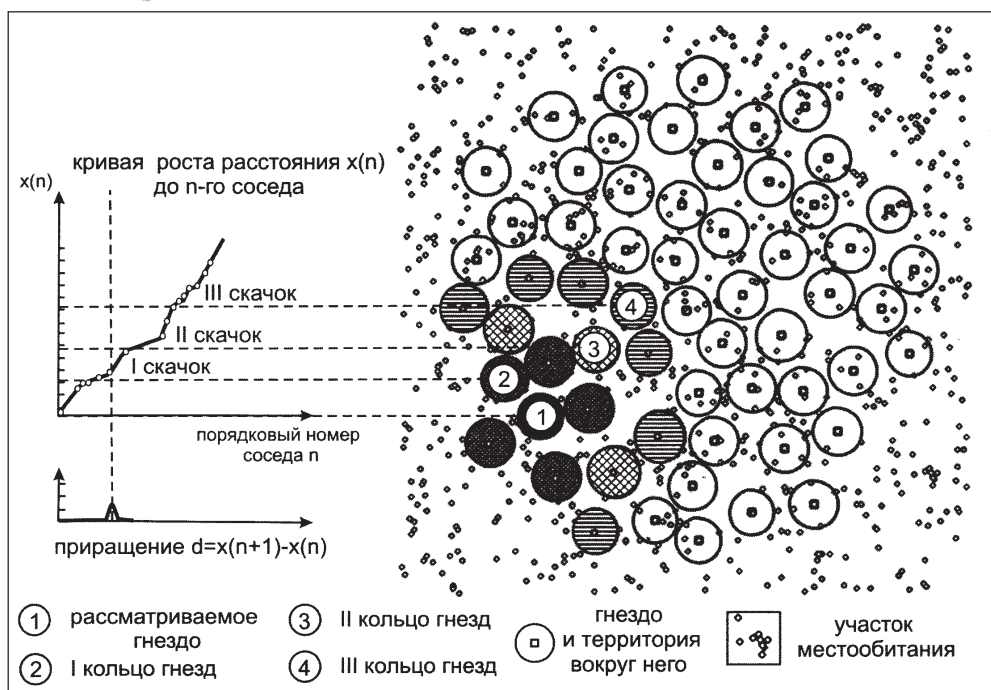 кривая роста расстояния x(n)
до n-го соседа
x(n)
III скачок
II скачок
I скачок
порядковый номер
соседа n
приращение d=x(n+1)-x(n)
4
3
2
1
1 рассматриваемое
гнездо
2 I кольцо гнезд
3 II кольцо гнезд
4 III кольцо гнезд
гнездо
и территория
вокруг него
участок
местообитания